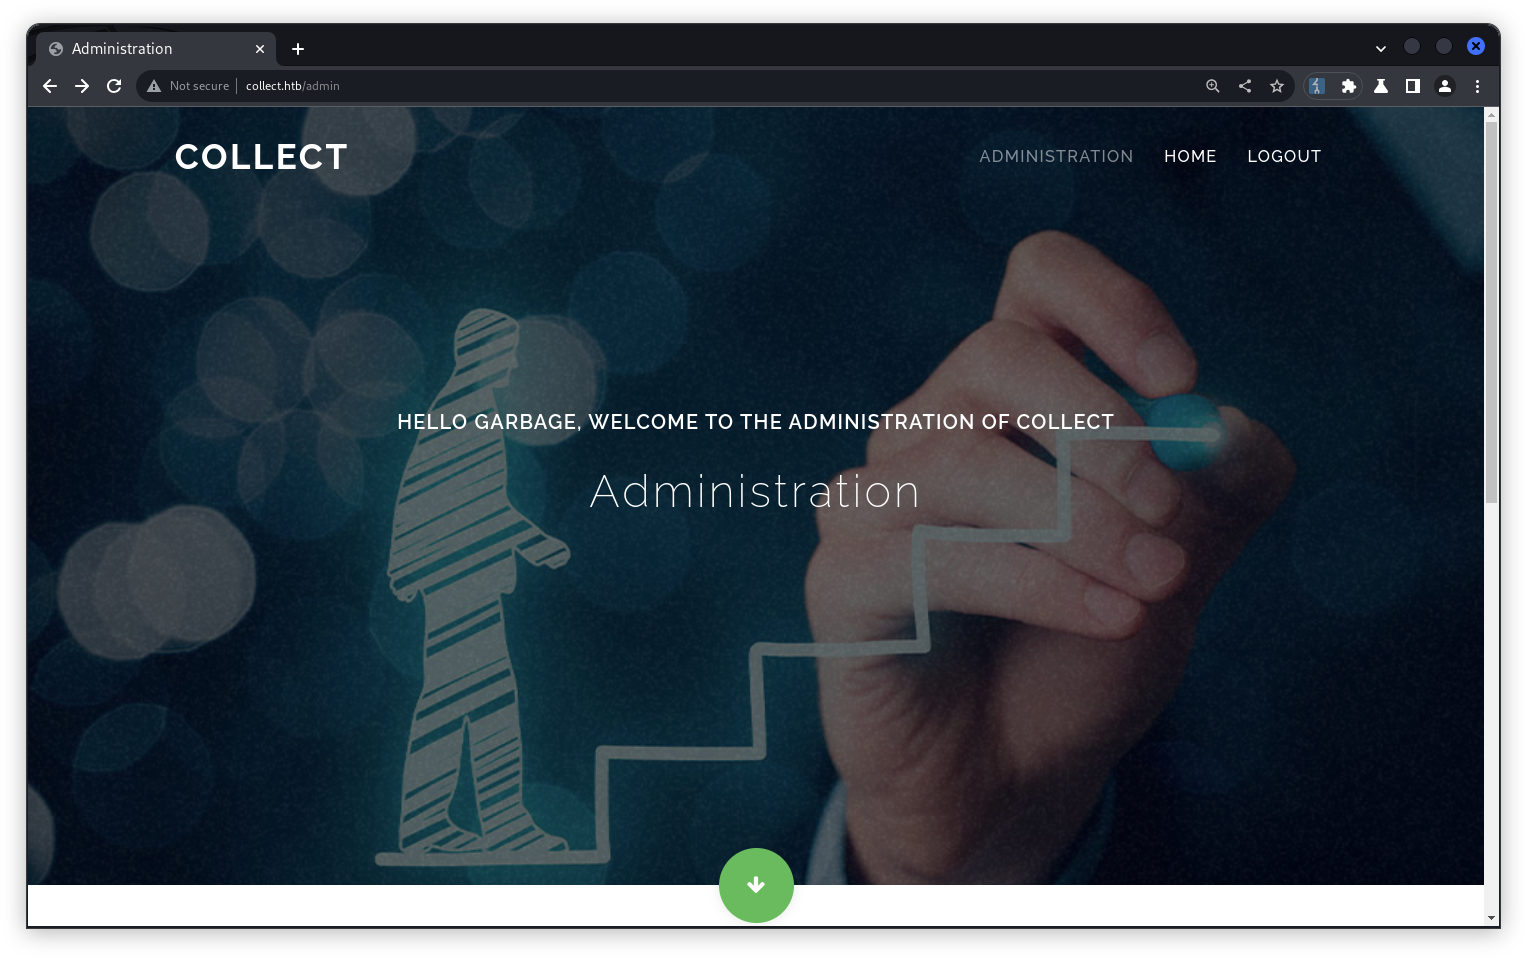 Administration
Not secure
collect.htb/admin
COLLECT
ADMINISTRATION HOME LOGOUT
HELLO GARBAGE, WELCOME TO THE ADMINISTRATION OF COLLECT
Administration